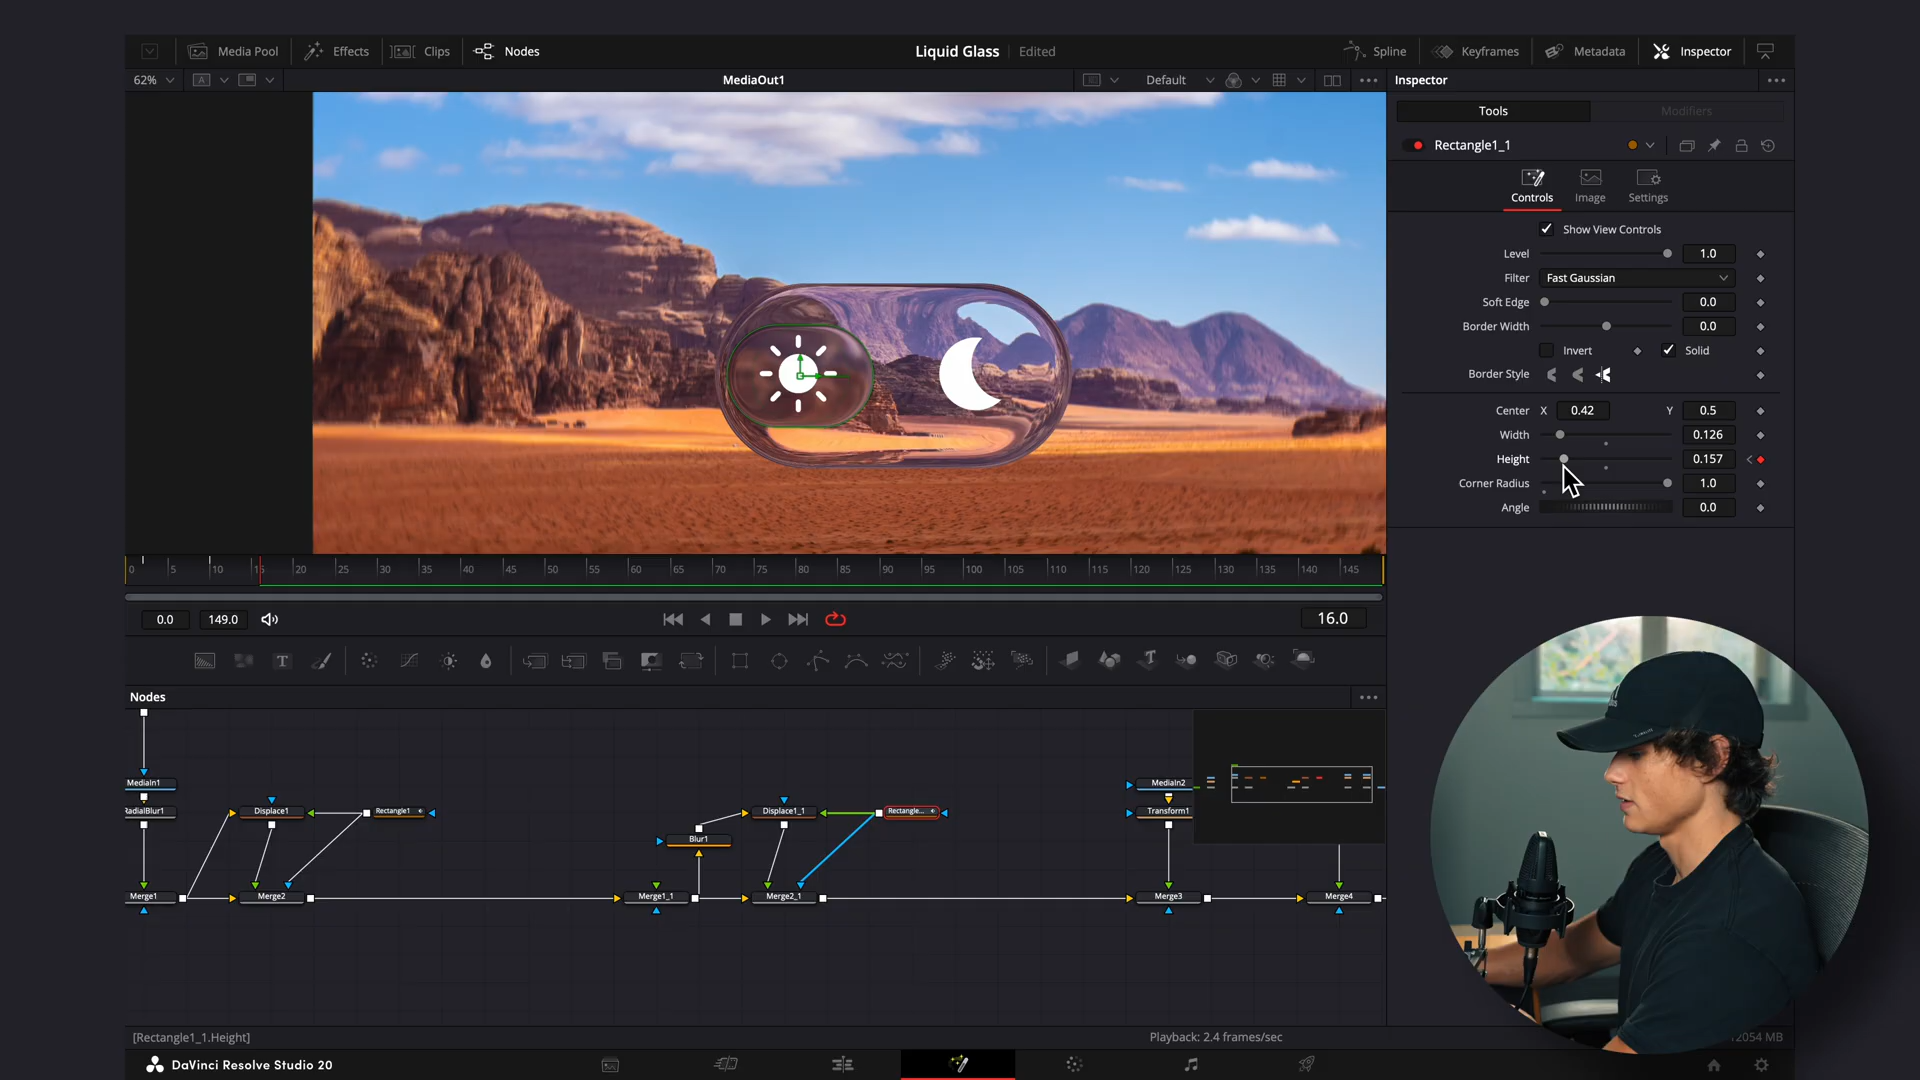 Media Pool Effects Clips Nodes Liquid Glass Edited Spline Keyframes Metadata Inspector
62% A MediaOut1 Default Inspector
Tools Modifiers
Rectangle1_1
Controls Image Settings
Show View Controls
Level 1.0
Filter Fast Gaussian
Soft Edge 0.0
Border Width 0.0
Invert Solid
Border Style
Center X 0.42 Y 0.5
Width 0.126
Height 0.157
Corner Radius 1.0
Angle 0.0
0 5 10 15 20 25 30 35 40 45 50 55 60 65 70 75 80 85 90 95 100 105 110 115 120 125 130 135 140 145
0.0 149.0 16.0
T T
Nodes
MediaIn1 MediaIn2
RadialBlur1 Displace1 Rectangle1 Displace1_1 Rectangle... Transform1
Blur1
Merge1 Merge2 Merge1_1 Merge2_1 Merge3 Merge4
[Rectangle1_1.Height] Playback: 2.4 frames/sec 12054 MB
DaVinci Resolve Studio 20